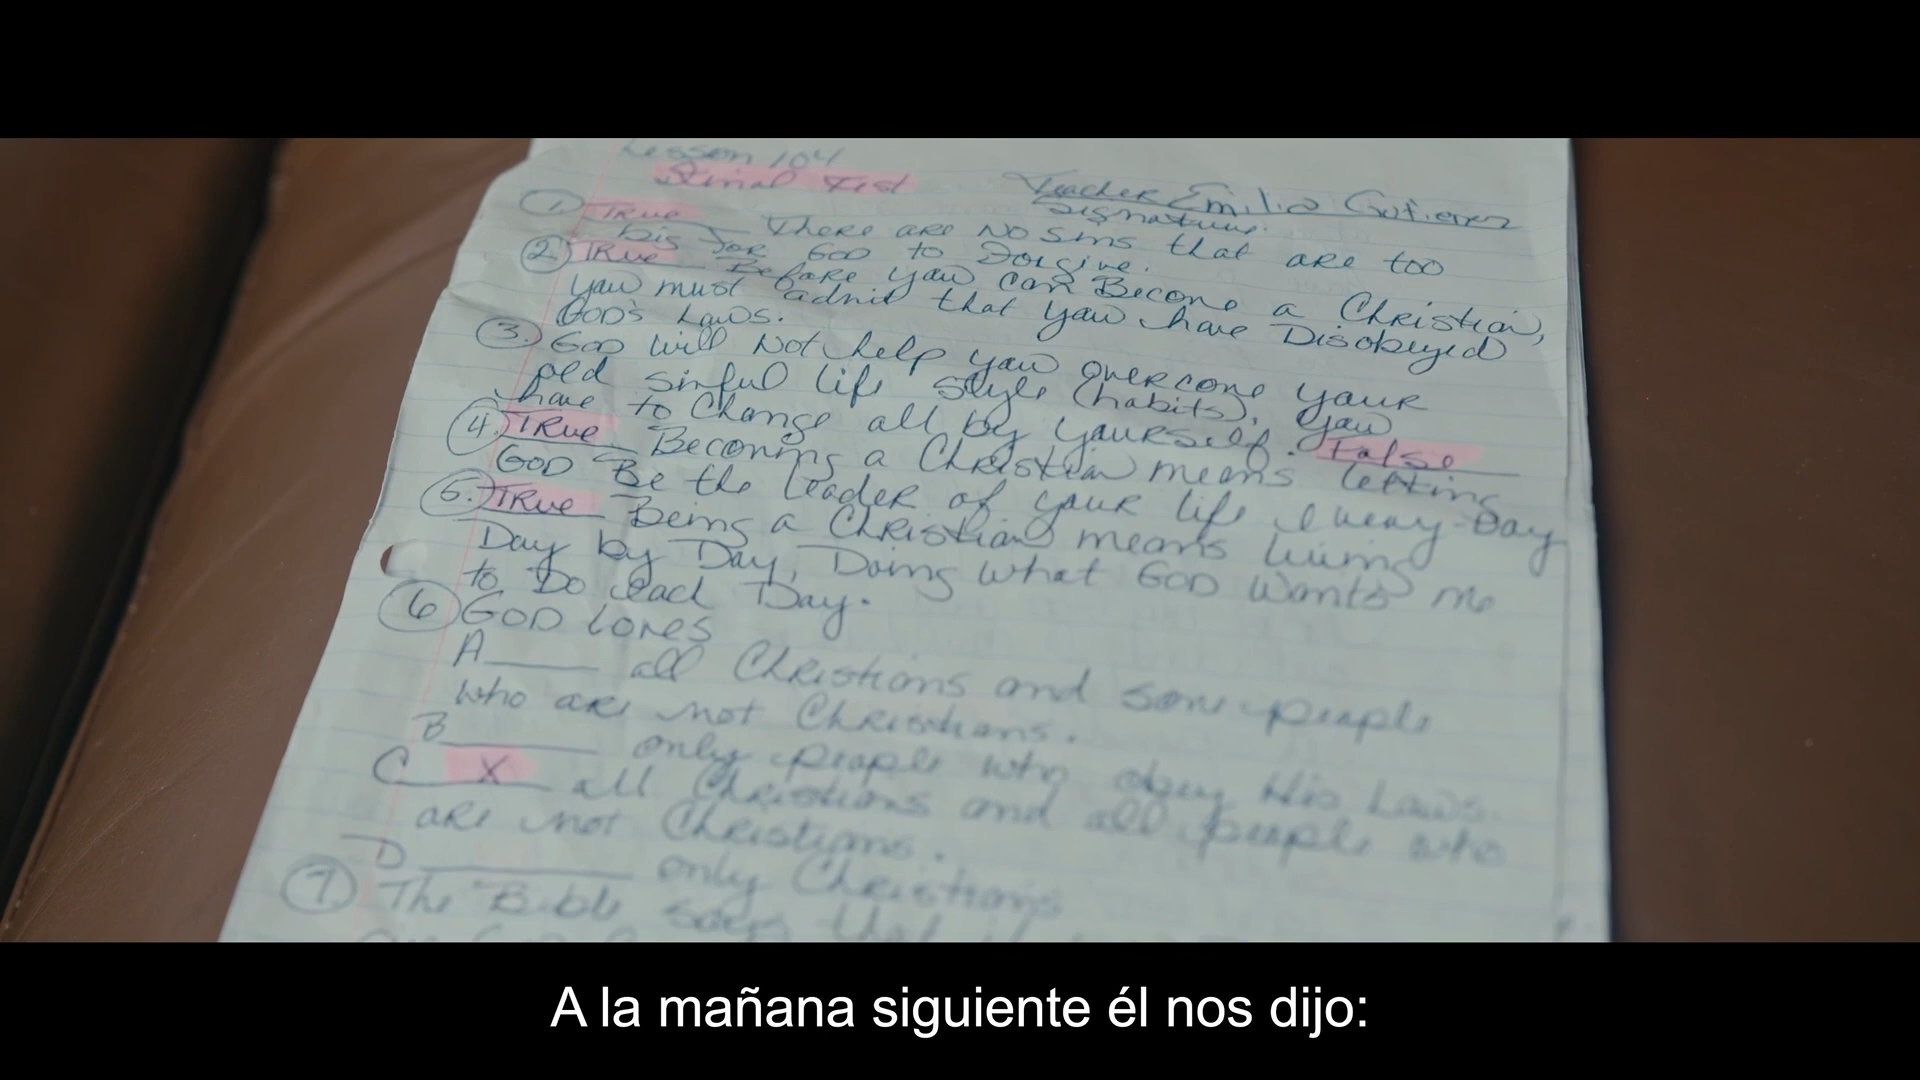 Lesson 104
Final Test
Teacher Emilio Gutierrez
Signature.
1. True There are No Sins that are too
big for God to Forgive.
2. True Before you can Become a Christian,
you must admit that you have Disobeyed
GOD'S Laws.
3. God will Not help you overcome your
old sinful life style (habits), you
have to Change all by yourself. False
4. True Becoming a Christian means letting
GOD Be the leader of your life every Day
5. True Being a Christian means living
Day by Day, Doing what GOD wants me
to Do each Day.
6 GOD Loves
A all Christians and some people
who are not Christians.
B only people who obey His Laws.
C X all Christians and all people who
are not Christians.
D only Christians
7. The Bible says that
A la mañana siguiente él nos dijo: